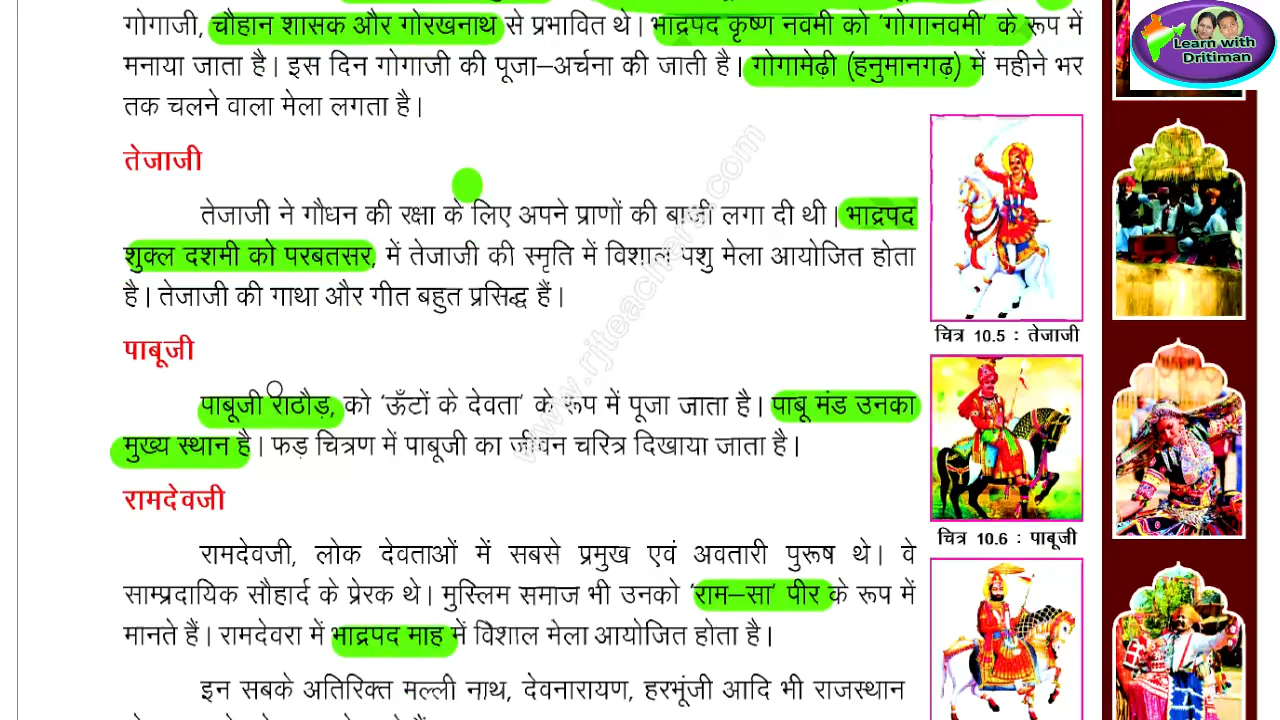 गोगाजी, चौहान शासक और गोरखनाथ से प्रभावित थे। भाद्रपद कृष्ण नवमी को ‘गोगानवमी’ के रूप में
मनाया जाता है। इस दिन गोगाजी की पूजा–अर्चना की जाती है। गोगामेढ़ी (हनुमानगढ़) में महीने भर
तक चलने वाला मेला लगता है।
Learn with
Dritiman
तेजाजी
तेजाजी ने गौधन की रक्षा के लिए अपने प्राणों की बाजी लगा दी थी। भाद्रपद
शुक्ल दशमी को परबतसर, में तेजाजी की स्मृति में विशाल पशु मेला आयोजित होता
है। तेजाजी की गाथा और गीत बहुत प्रसिद्ध हैं।
चित्र 10.5 : तेजाजी
पाबूजी
पाबूजी राठौड़, को ‘ऊँटों के देवता’ के रूप में पूजा जाता है। पाबू मंड उनका
मुख्य स्थान है। फड़ चित्रण में पाबूजी का जीवन चरित्र दिखाया जाता है।
चित्र 10.6 : पाबूजी
रामदेवजी
रामदेवजी, लोक देवताओं में सबसे प्रमुख एवं अवतारी पुरूष थे। वे
साम्प्रदायिक सौहार्द के प्रेरक थे। मुस्लिम समाज भी उनको ‘राम–सा’ पीर के रूप में
मानते हैं। रामदेवरा में भाद्रपद माह में विशाल मेला आयोजित होता है।
इन सबके अतिरिक्त मल्ली नाथ, देवनारायण, हरभूंजी आदि भी राजस्थान
www.rjteachers.com